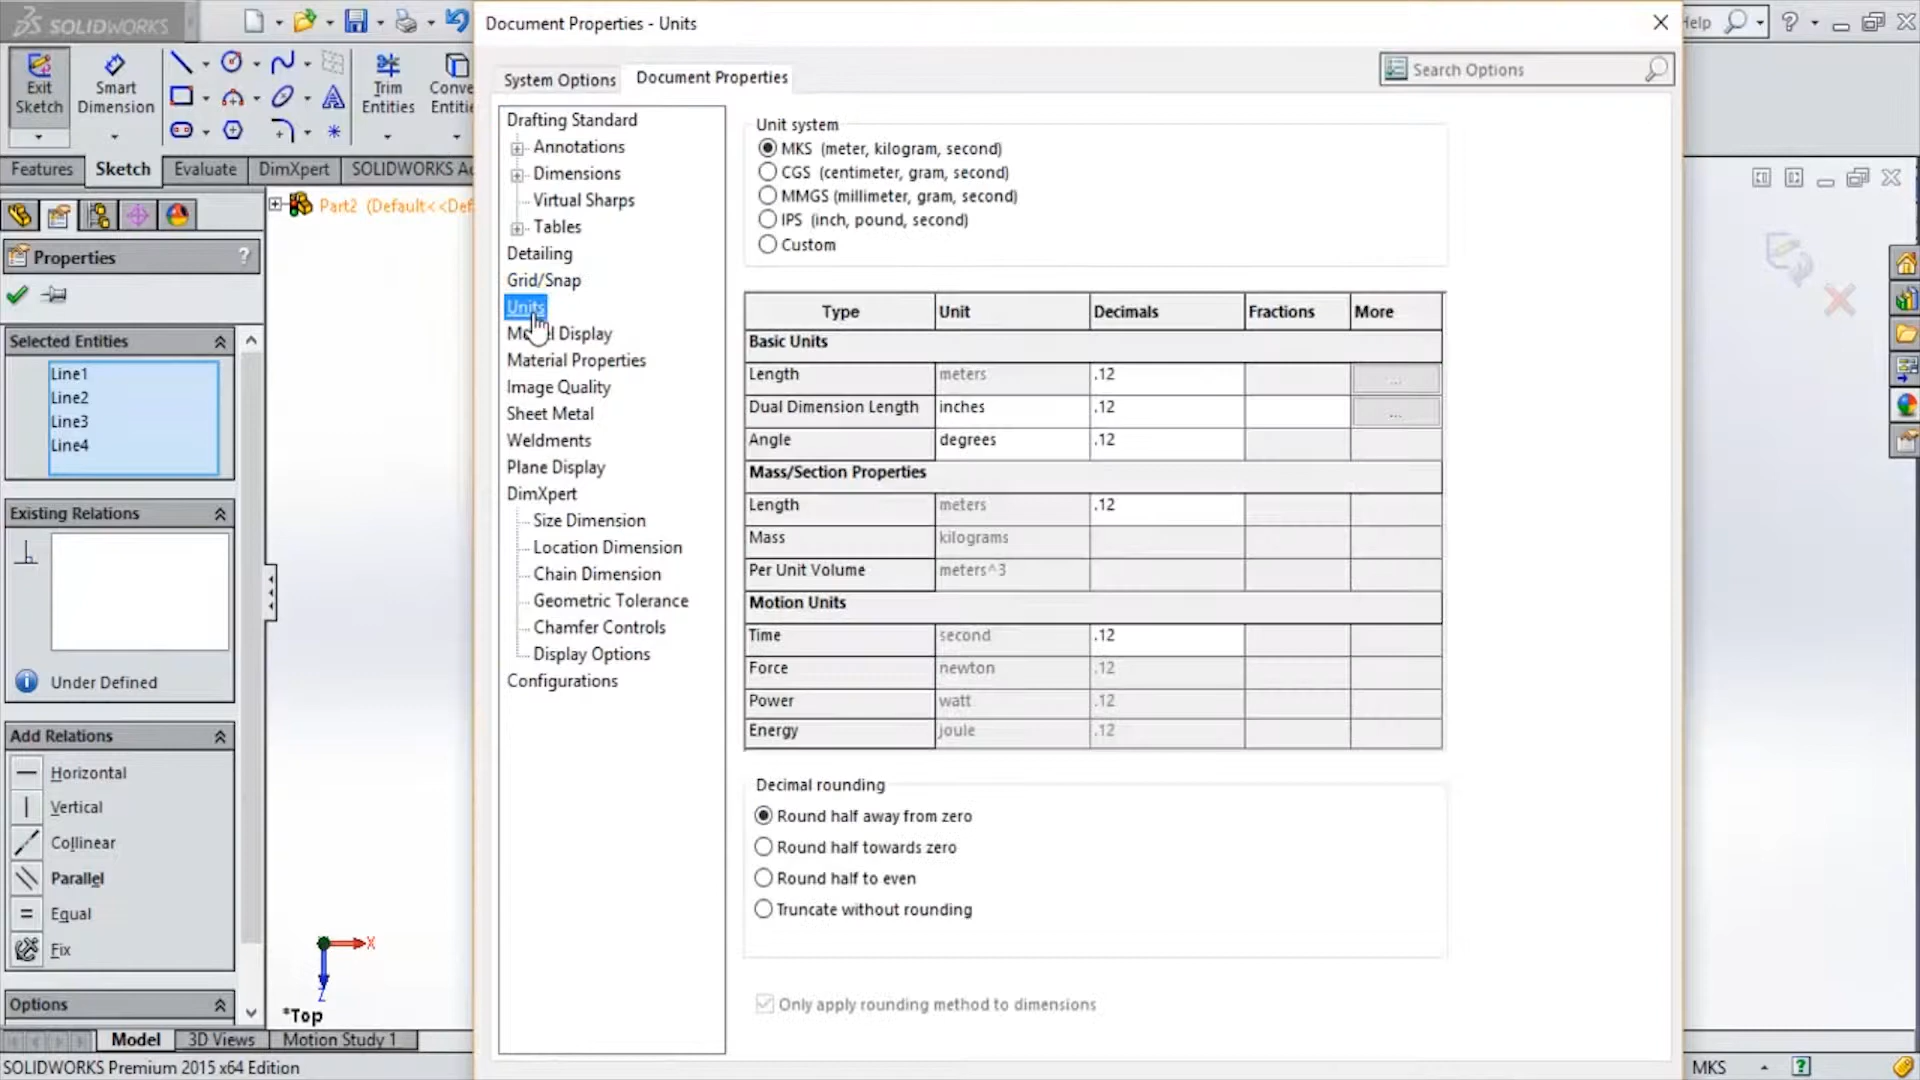 SOLIDWORKS
Document Properties - Units
Help
Exit
Sketch
Smart
Dimension
Trim
Entities
Conve
Entitie
System Options
Document Properties
Search Options
Features
Sketch
Evaluate
DimXpert
SOLIDWORKS A
Part2 (Default<<Def
Properties
?
Selected Entities
Line1
Line2
Line3
Line4
Existing Relations
Under Defined
Add Relations
Horizontal
Vertical
Collinear
Parallel
Equal
Fix
Options
Drafting Standard
Annotations
Dimensions
Virtual Sharps
Tables
Detailing
Grid/Snap
Units
Display
Material Properties
Image Quality
Sheet Metal
Weldments
Plane Display
DimXpert
Size Dimension
Location Dimension
Chain Dimension
Geometric Tolerance
Chamfer Controls
Display Options
Configurations
Unit system
MKS (meter, kilogram, second)
CGS (centimeter, gram, second)
MMGS (millimeter, gram, second)
IPS (inch, pound, second)
Custom
Type Unit Decimals Fractions More
Basic Units
Length meters .12 ...
Dual Dimension Length inches .12 ...
Angle degrees .12
Mass/Section Properties
Length meters .12
Mass kilograms
Per Unit Volume meters^3
Motion Units
Time second .12
Force newton .12
Power watt .12
Energy joule .12
Decimal rounding
Round half away from zero
Round half towards zero
Round half to even
Truncate without rounding
Only apply rounding method to dimensions
X
Z
*Top
Model
3D Views
Motion Study 1
SOLIDWORKS Premium 2015 x64 Edition
MKS
?